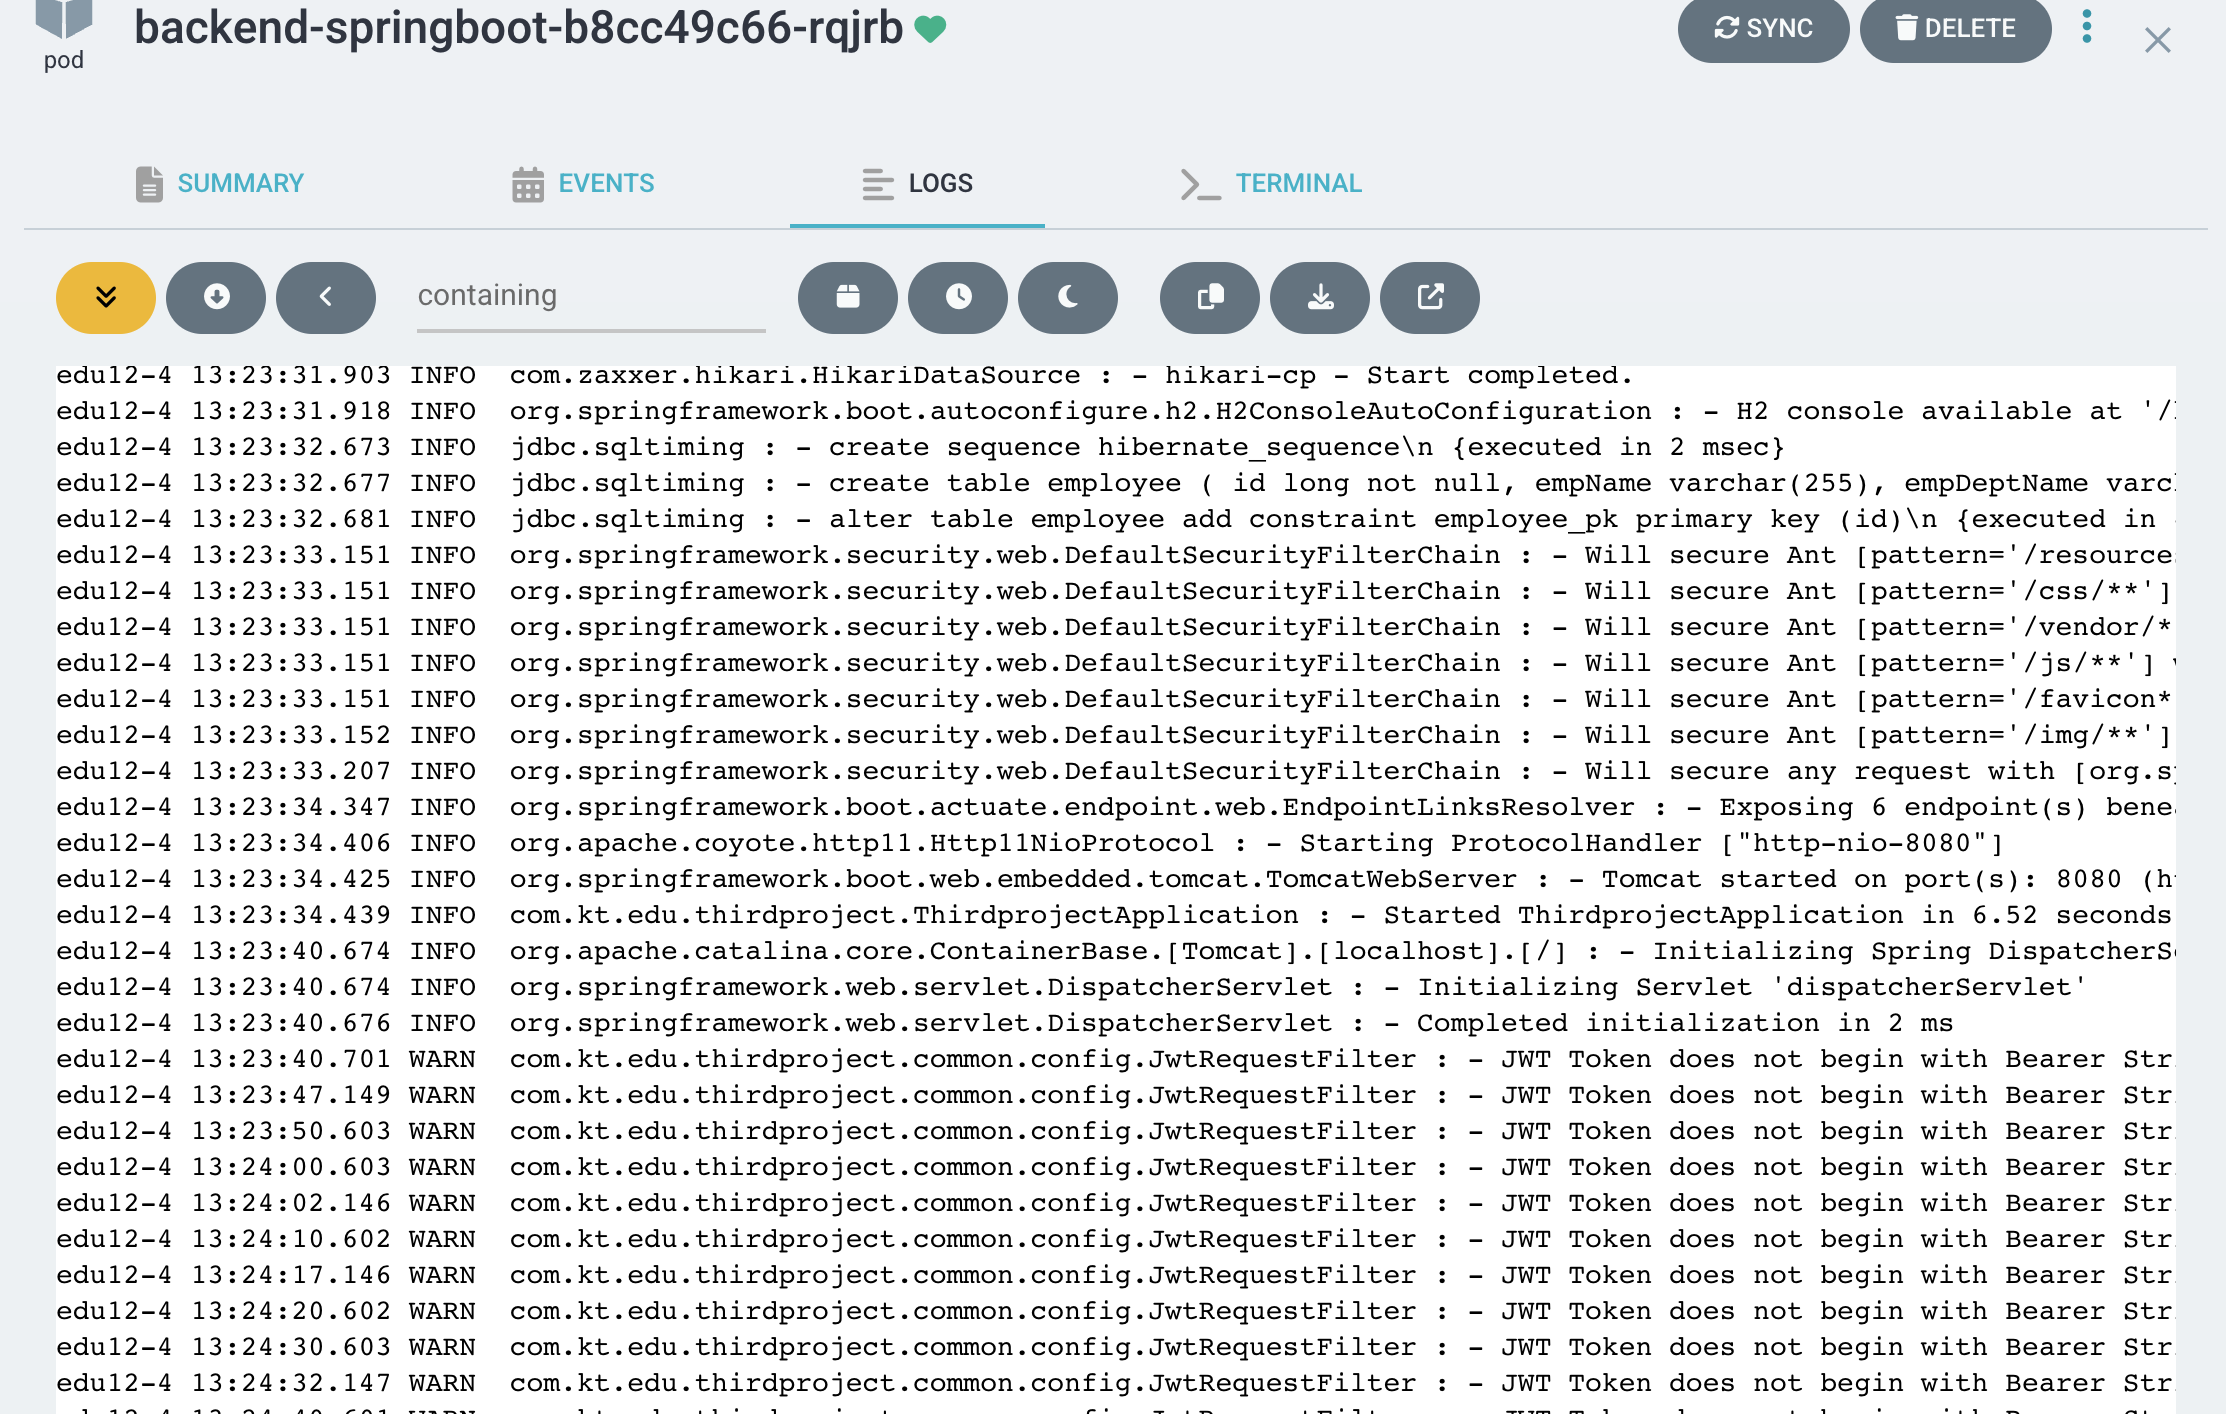 backend-springboot-b8cc49c66-rqjrb
SYNC
DELETE
pod
SUMMARY
EVENTS
LOGS
TERMINAL
containing
edu12-4 13:23:31.903 INFO  com.zaxxer.hikari.HikariDataSource : - hikari-cp - Start completed.
edu12-4 13:23:31.918 INFO  org.springframework.boot.autoconfigure.h2.H2ConsoleAutoConfiguration : - H2 console available at '/
edu12-4 13:23:32.673 INFO  jdbc.sqltiming : - create sequence hibernate_sequence\n {executed in 2 msec}
edu12-4 13:23:32.677 INFO  jdbc.sqltiming : - create table employee ( id long not null, empName varchar(255), empDeptName varc
edu12-4 13:23:32.681 INFO  jdbc.sqltiming : - alter table employee add constraint employee_pk primary key (id)\n {executed in
edu12-4 13:23:33.151 INFO  org.springframework.security.web.DefaultSecurityFilterChain : - Will secure Ant [pattern='/resource
edu12-4 13:23:33.151 INFO  org.springframework.security.web.DefaultSecurityFilterChain : - Will secure Ant [pattern='/css/**']
edu12-4 13:23:33.151 INFO  org.springframework.security.web.DefaultSecurityFilterChain : - Will secure Ant [pattern='/vendor/*
edu12-4 13:23:33.151 INFO  org.springframework.security.web.DefaultSecurityFilterChain : - Will secure Ant [pattern='/js/**']
edu12-4 13:23:33.151 INFO  org.springframework.security.web.DefaultSecurityFilterChain : - Will secure Ant [pattern='/favicon*
edu12-4 13:23:33.152 INFO  org.springframework.security.web.DefaultSecurityFilterChain : - Will secure Ant [pattern='/img/**']
edu12-4 13:23:33.207 INFO  org.springframework.security.web.DefaultSecurityFilterChain : - Will secure any request with [org.s
edu12-4 13:23:34.347 INFO  org.springframework.boot.actuate.endpoint.web.EndpointLinksResolver : - Exposing 6 endpoint(s) bene
edu12-4 13:23:34.406 INFO  org.apache.coyote.http11.Http11NioProtocol : - Starting ProtocolHandler ["http-nio-8080"]
edu12-4 13:23:34.425 INFO  org.springframework.boot.web.embedded.tomcat.TomcatWebServer : - Tomcat started on port(s): 8080 (h
edu12-4 13:23:34.439 INFO  com.kt.edu.thirdproject.ThirdprojectApplication : - Started ThirdprojectApplication in 6.52 seconds
edu12-4 13:23:40.674 INFO  org.apache.catalina.core.ContainerBase.[Tomcat].[localhost].[/] : - Initializing Spring DispatcherS
edu12-4 13:23:40.674 INFO  org.springframework.web.servlet.DispatcherServlet : - Initializing Servlet 'dispatcherServlet'
edu12-4 13:23:40.676 INFO  org.springframework.web.servlet.DispatcherServlet : - Completed initialization in 2 ms
edu12-4 13:23:40.701 WARN  com.kt.edu.thirdproject.common.config.JwtRequestFilter : - JWT Token does not begin with Bearer Str
edu12-4 13:23:47.149 WARN  com.kt.edu.thirdproject.common.config.JwtRequestFilter : - JWT Token does not begin with Bearer Str
edu12-4 13:23:50.603 WARN  com.kt.edu.thirdproject.common.config.JwtRequestFilter : - JWT Token does not begin with Bearer Str
edu12-4 13:24:00.603 WARN  com.kt.edu.thirdproject.common.config.JwtRequestFilter : - JWT Token does not begin with Bearer Str
edu12-4 13:24:02.146 WARN  com.kt.edu.thirdproject.common.config.JwtRequestFilter : - JWT Token does not begin with Bearer Str
edu12-4 13:24:10.602 WARN  com.kt.edu.thirdproject.common.config.JwtRequestFilter : - JWT Token does not begin with Bearer Str
edu12-4 13:24:17.146 WARN  com.kt.edu.thirdproject.common.config.JwtRequestFilter : - JWT Token does not begin with Bearer Str
edu12-4 13:24:20.602 WARN  com.kt.edu.thirdproject.common.config.JwtRequestFilter : - JWT Token does not begin with Bearer Str
edu12-4 13:24:30.603 WARN  com.kt.edu.thirdproject.common.config.JwtRequestFilter : - JWT Token does not begin with Bearer Str
edu12-4 13:24:32.147 WARN  com.kt.edu.thirdproject.common.config.JwtRequestFilter : - JWT Token does not begin with Bearer Str